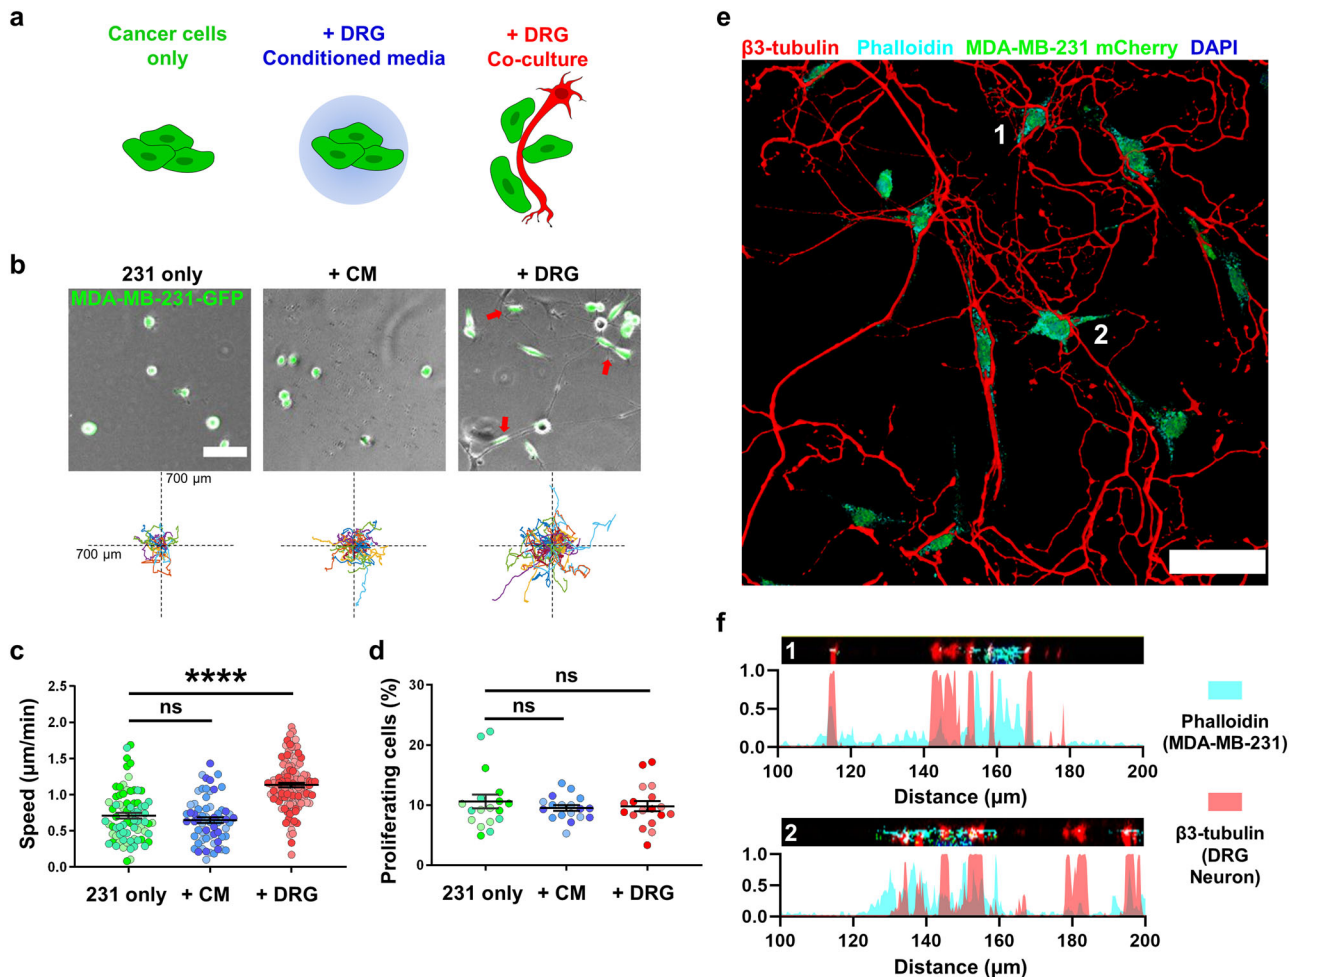 a
Cancer cells
only
+ DRG
Conditioned media
+ DRG
Co-culture
b
231 only
+ CM
+ DRG
MDA-MB-231-GFP
700 µm
700 µm
c
Speed (µm/min)
2.5
2.0
1.5
1.0
0.5
0.0
****
ns
231 only
+ CM
+ DRG
d
Proliferating cells (%)
30
20
10
0
ns
ns
231 only
+ CM
+ DRG
e
β3-tubulin Phalloidin MDA-MB-231 mCherry DAPI
1
2
f
1
1.0
0.5
0.0
100 120 140 160 180 200
Distance (µm)
2
1.0
0.5
0.0
100 120 140 160 180 200
Distance (µm)
Phalloidin
(MDA-MB-231)
β3-tubulin
(DRG
Neuron)